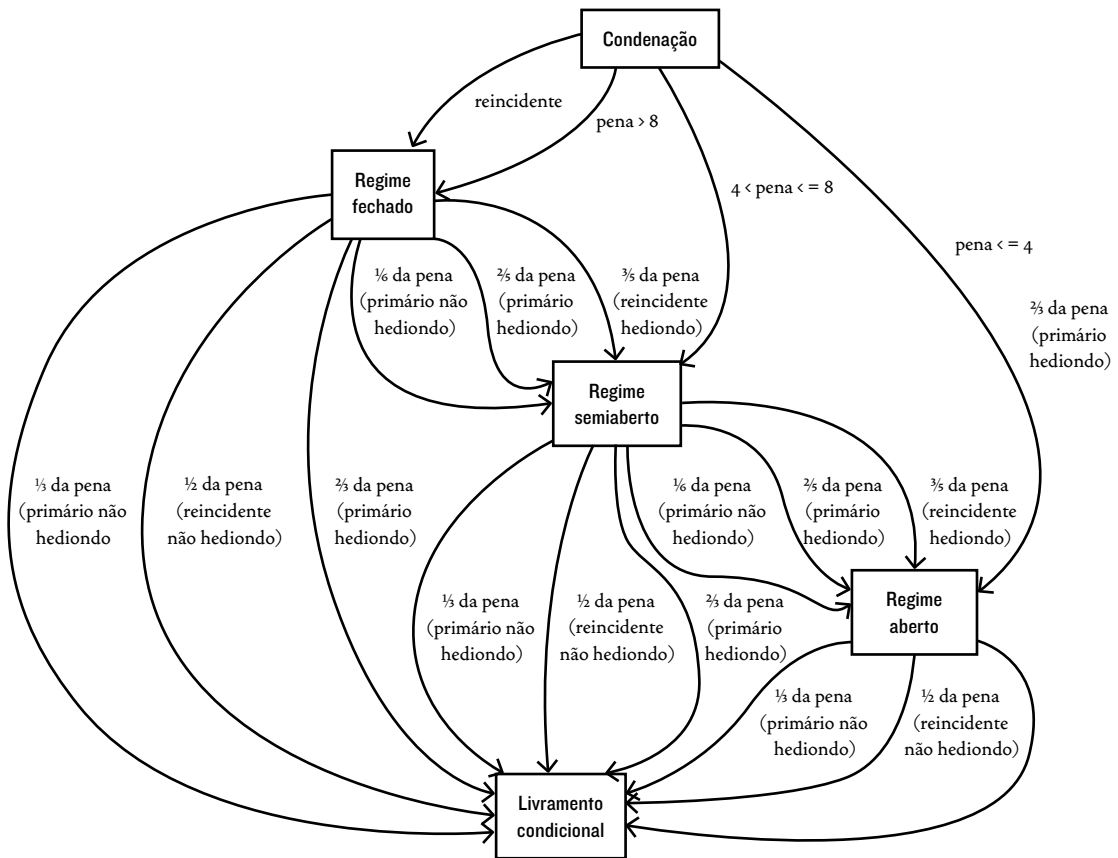 Condenação
reincidente
pena > 8
4 < pena < = 8
pena < = 4
Regime
fechado
⅙ da pena
(primário não
hediondo)
⅖ da pena
(primário
hediondo)
⅗ da pena
(reincidente
hediondo)
⅔ da pena
(primário
hediondo)
Regime
semiaberto
⅓ da pena
(primário não
hediondo
½ da pena
(reincidente
não hediondo)
⅔ da pena
(primário
hediondo)
⅙ da pena
(primário não
hediondo)
⅖ da pena
(primário
hediondo)
⅗ da pena
(reincidente
hediondo)
⅓ da pena
(primário não
hediondo)
½ da pena
(reincidente
não hediondo)
⅔ da pena
(primário
hediondo)
Regime
aberto
⅓ da pena
(primário não
hediondo)
½ da pena
(reincidente
não hediondo)
Livramento
condicional